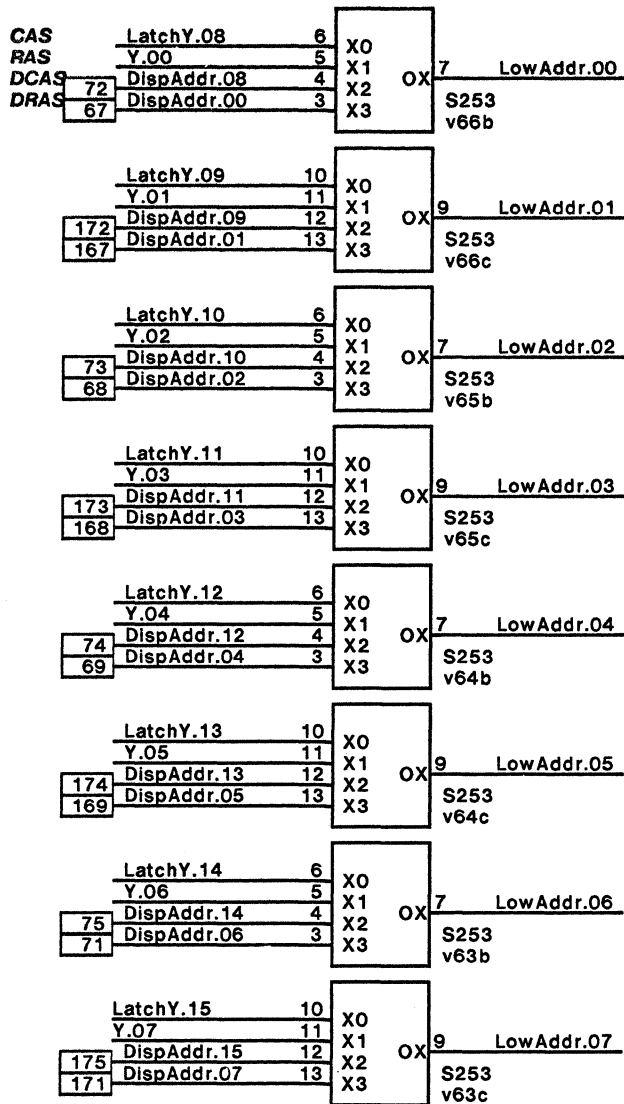 CAS LatchY.08 6 X0
RAS Y.00 5 X1 OX 7 LowAddr.00
DCAS 72 DispAddr.08 4 X2
DRAS 67 DispAddr.00 3 X3
S253
v66b
LatchY.09 10 X0
Y.01 11 X1 OX 9 LowAddr.01
172 DispAddr.09 12 X2
167 DispAddr.01 13 X3
S253
v66c
LatchY.10 6 X0
Y.02 5 X1 OX 7 LowAddr.02
73 DispAddr.10 4 X2
68 DispAddr.02 3 X3
S253
v65b
LatchY.11 10 X0
Y.03 11 X1 OX 9 LowAddr.03
173 DispAddr.11 12 X2
168 DispAddr.03 13 X3
S253
v65c
LatchY.12 6 X0
Y.04 5 X1 OX 7 LowAddr.04
74 DispAddr.12 4 X2
69 DispAddr.04 3 X3
S253
v64b
LatchY.13 10 X0
Y.05 11 X1 OX 9 LowAddr.05
174 DispAddr.13 12 X2
169 DispAddr.05 13 X3
S253
v64c
LatchY.14 6 X0
Y.06 5 X1 OX 7 LowAddr.06
75 DispAddr.14 4 X2
71 DispAddr.06 3 X3
S253
v63b
LatchY.15 10 X0
Y.07 11 X1 OX 9 LowAddr.07
175 DispAddr.15 12 X2
171 DispAddr.07 13 X3
S253
v63c